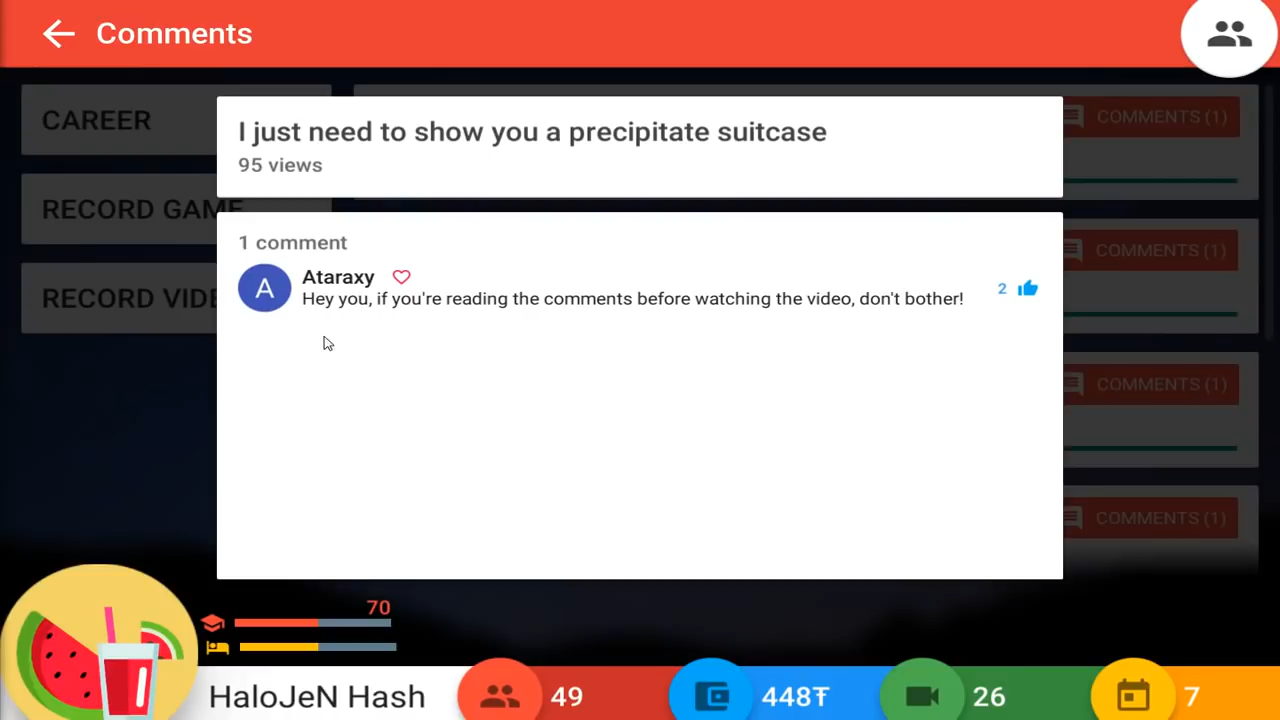 Comments
CAREER
COMMENTS (1)
I just need to show you a precipitate suitcase
95 views
RECORD GAME
1 comment
COMMENTS (1)
Ataraxy
Hey you, if you're reading the comments before watching the video, don't bother!
2
A
RECORD VIDE
COMMENTS (1)
COMMENTS (1)
70
HaloJeN Hash
49
448Ŧ
26
7